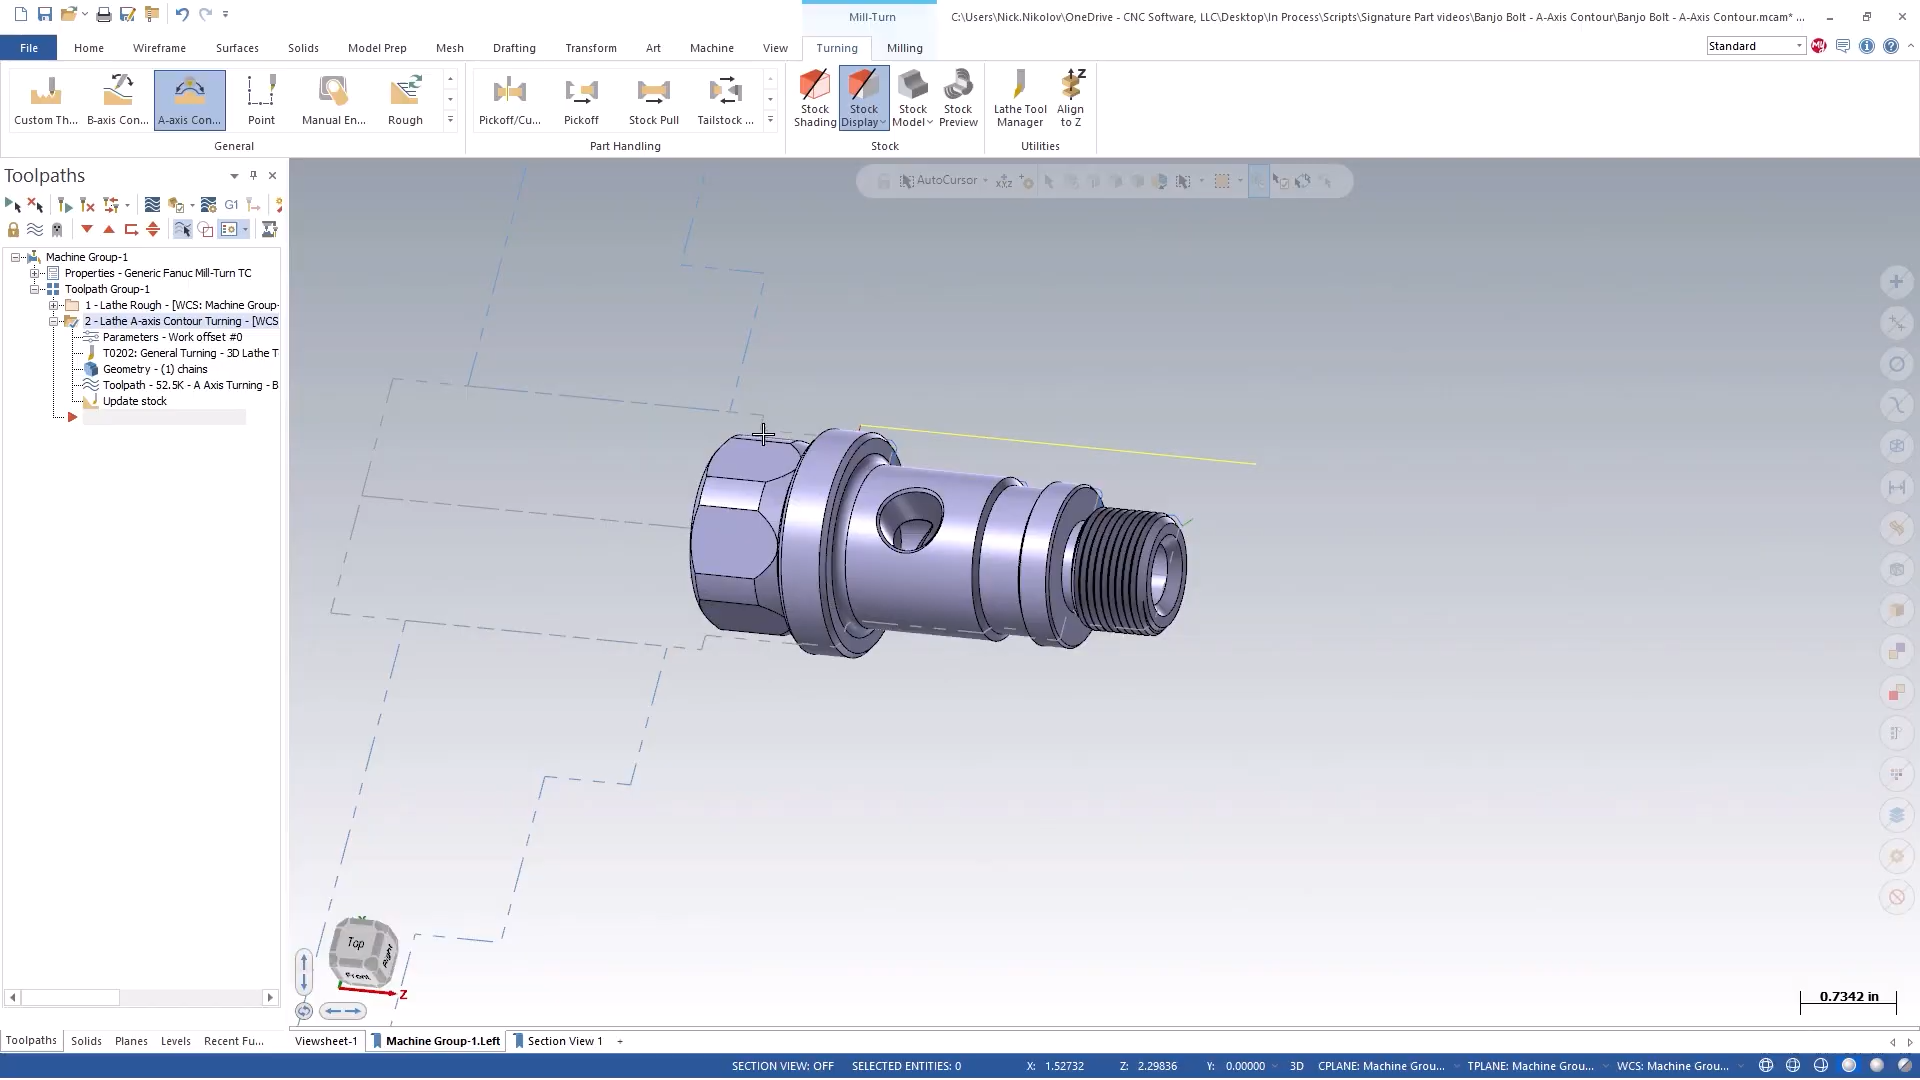 Mill-Turn
C:\Users\Nick.Nikolov\OneDrive - CNC Software, LLC\Desktop\In Process\Scripts\Signature Part videos\Banjo Bolt - A-Axis Contour\Banjo Bolt - A-Axis Contour.mcam* ...
File Home Wireframe Surfaces Solids Model Prep Mesh Drafting Transform Art Machine View Turning Milling
Standard
Custom Th... B-axis Con... A-axis Con... Point Manual En... Rough
Pickoff/Cu... Pickoff Stock Pull Tailstock ...
Stock Shading
Stock Display
Stock Model
Stock Preview
Lathe Tool Manager
Align to Z
General Part Handling Stock Utilities
Toolpaths
AutoCursor
XYZ
G1
Machine Group-1
Properties - Generic Fanuc Mill-Turn TC
Toolpath Group-1
1 - Lathe Rough - [WCS: Machine Group-
2 - Lathe A-axis Contour Turning - [WCS
Parameters - Work offset #0
T0202: General Turning - 3D Lathe T
Geometry - (1) chains
Toolpath - 52.5K - A Axis Turning - B
Update stock
Top
Front
Right
Z
0.7342 in
Toolpaths Solids Planes Levels Recent Fu...
Viewsheet-1 Machine Group-1.Left Section View 1 +
SECTION VIEW: OFF SELECTED ENTITIES: 0 X: 1.52732 Z: 2.29836 Y: 0.00000 3D CPLANE: Machine Grou... TPLANE: Machine Grou... WCS: Machine Grou...